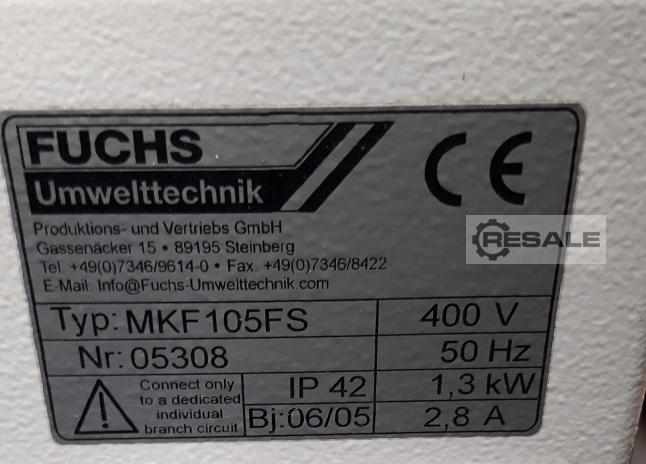 FUCHS
Umwelttechnik
CE
Produktions- und Vertriebs GmbH
Gassenäcker 15 • 89195 Steinberg
Tel. +49(0)7346/9614-0 • Fax. +49(0)7346/8422
E-Mail: Info@Fuchs-Umwelttechnik.com
RESALE
Typ: MKF105FS 400 V
Nr: 05308 50 Hz
Connect only
to a dedicated
individual
branch circuit
IP 42 1,3 kW
Bj: 06/05 2,8 A